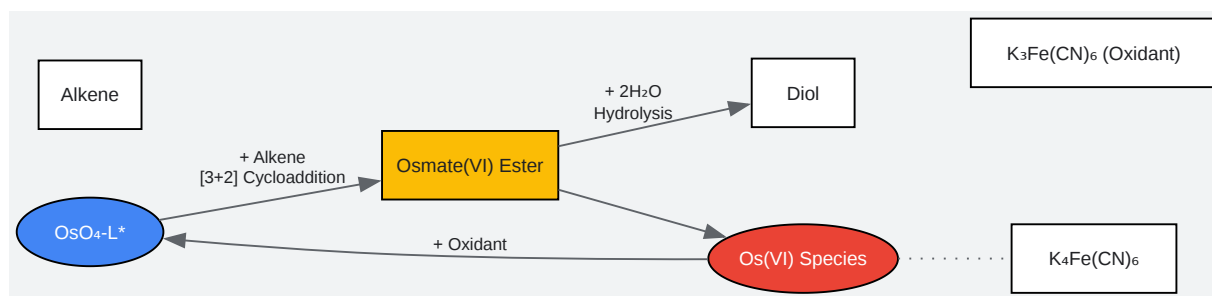 K₃Fe(CN)₆ (Oxidant)
Alkene
+ 2H₂O
Hydrolysis
Diol
+ Alkene
[3+2] Cycloaddition
Osmate(VI) Ester
OsO₄-L*
+ Oxidant
Os(VI) Species
K₄Fe(CN)₆